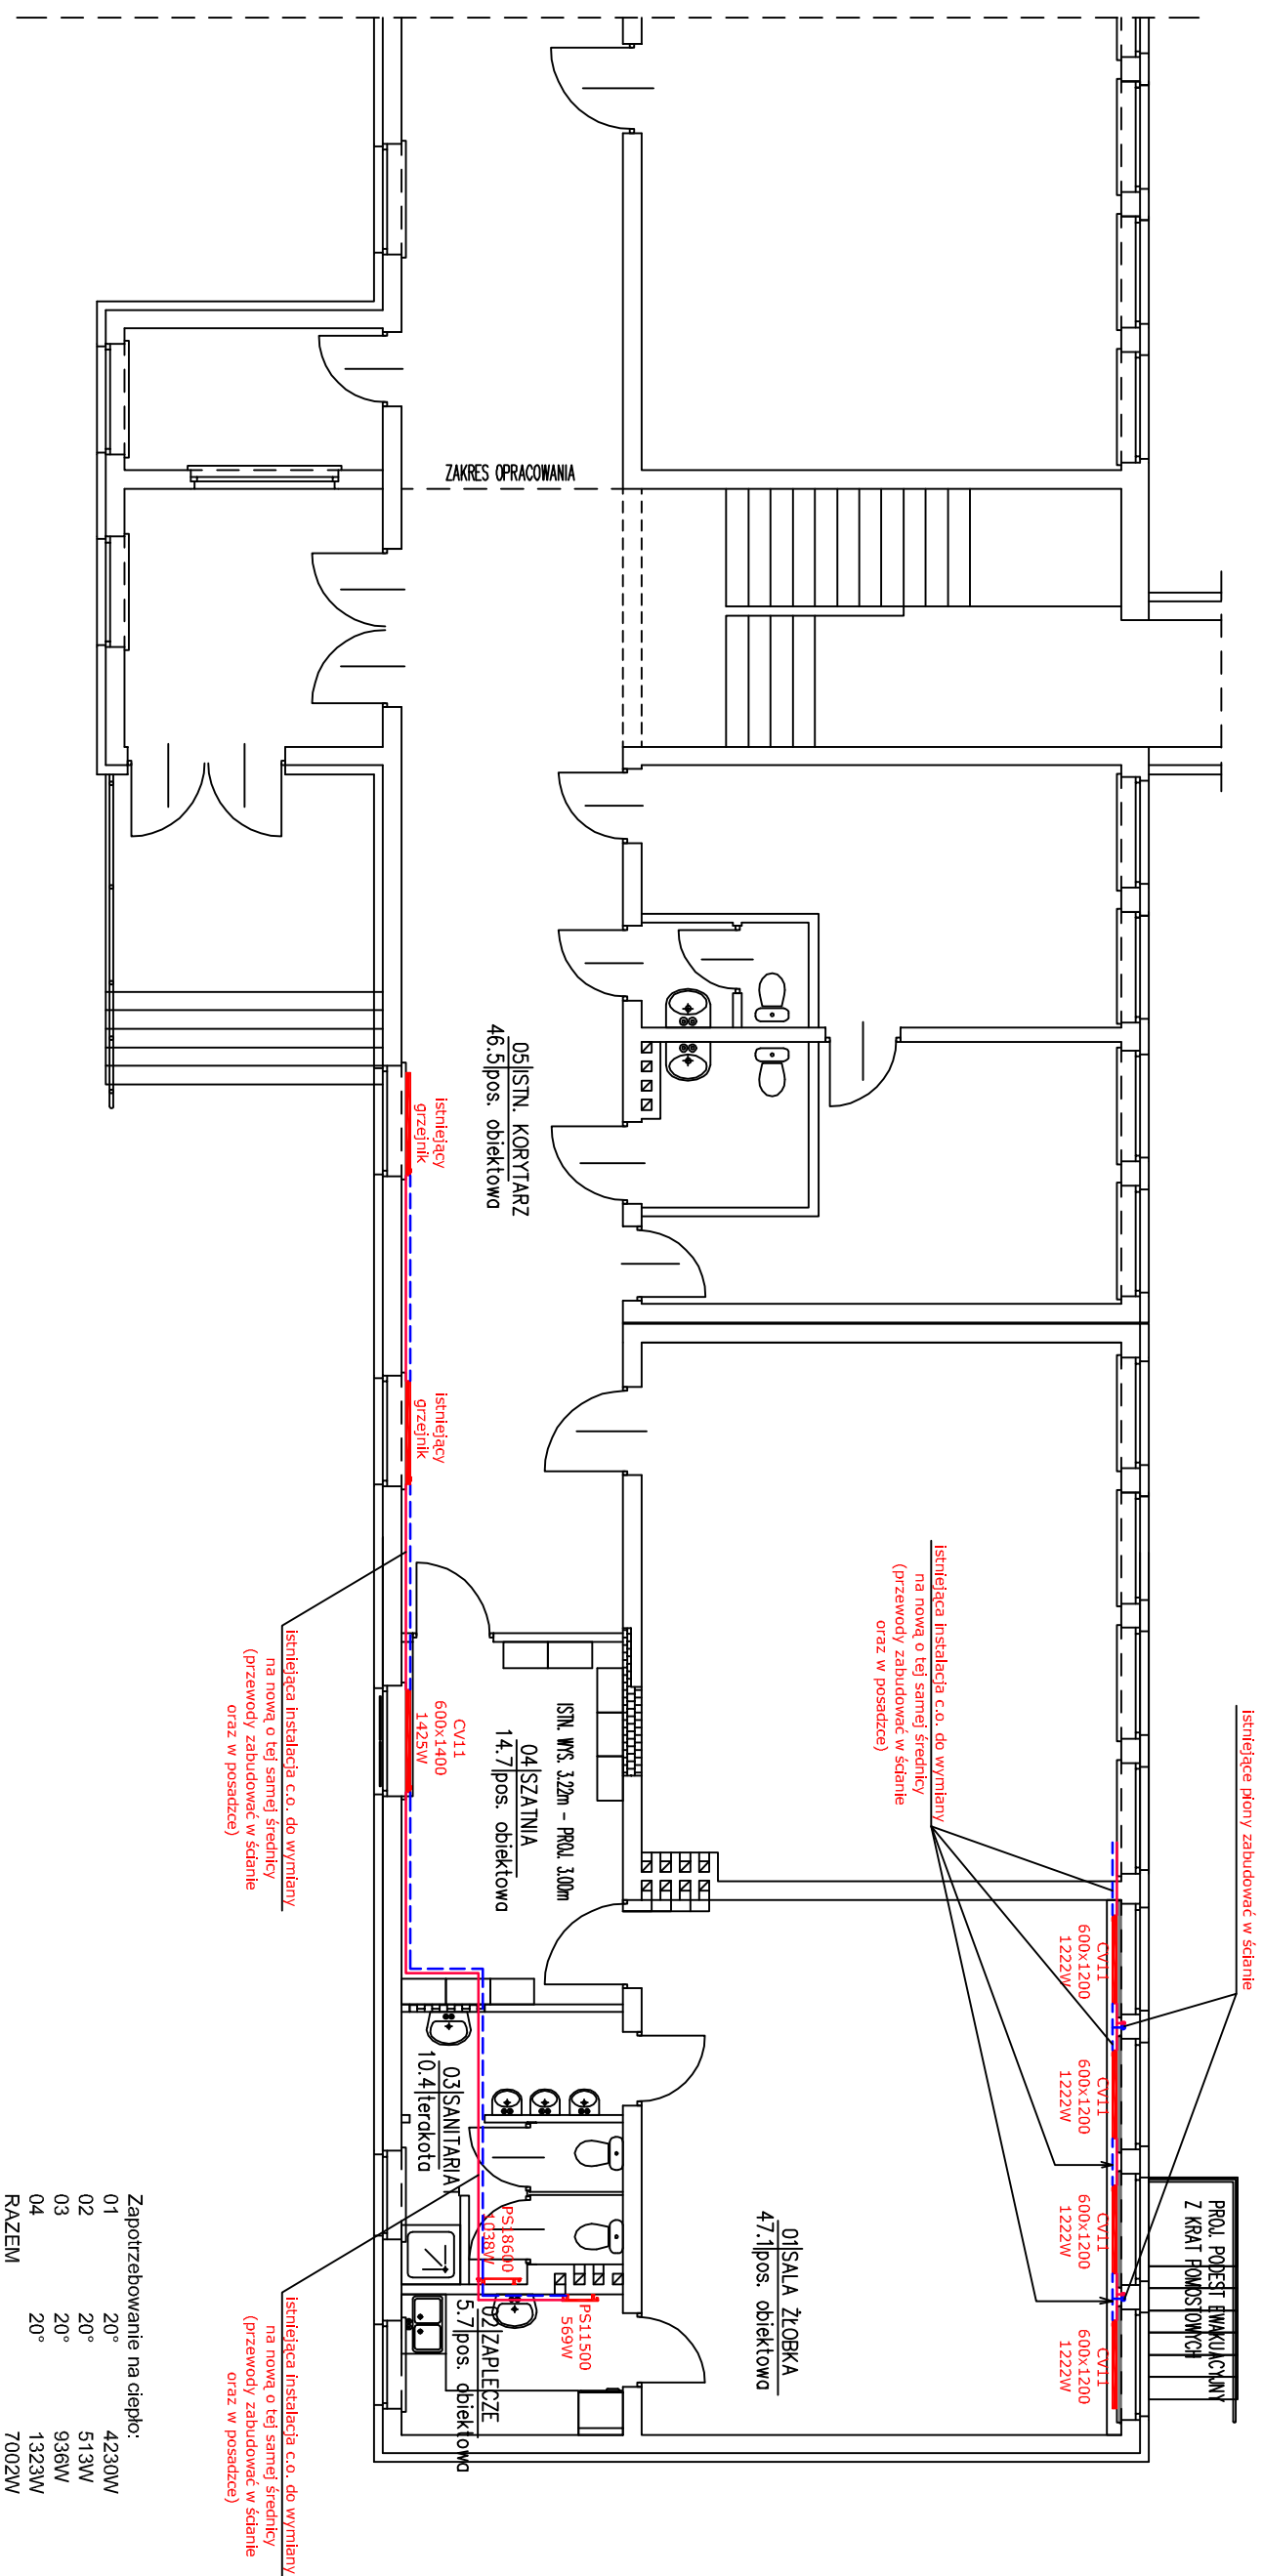 ZAKRES OPRACOWANIA
05 ISTN. KORYTARZ
46.5 pos. obiektowa
istniejący
grzejnik
istniejący
grzejnik
istniejąca instalacja c.o. do wymiany
na nową o tej samej średnicy
(przewody zabudować w ścianie
oraz w posadzce)
istniejące piony zabudować w ścianie
istniejąca instalacja c.o. do wymiany
na nową o tej samej średnicy
(przewody zabudować w ścianie
oraz w posadzce)
ISTN. WYS. 3.22m - PROJ. 3.00m
04 SZATNIA
14.7 pos. obiektowa
CV11
600x1400
1425W
CV11
600x1200
1222W
CV11
600x1200
1222W
CV11
600x1200
1222W
CV11
600x1200
1222W
PROJ. PODEST EWAKUACYJNY
Z KRAT POMOSTOWYCH
01 SALA ŻŁOBKA
47.1 pos. obiektowa
03 SANITARIA
10.4 terakota
PS18600
1038W
PS11500
569W
02 ZAPLECZE
5.7 pos. obiektowa
istniejąca instalacja c.o. do wymiany
na nową o tej samej średnicy
(przewody zabudować w ścianie
oraz w posadzce)
Zapotrzebowanie na ciepło:
01 20° 4230W
02 20° 513W
03 20° 936W
04 20° 1323W
RAZEM 7002W